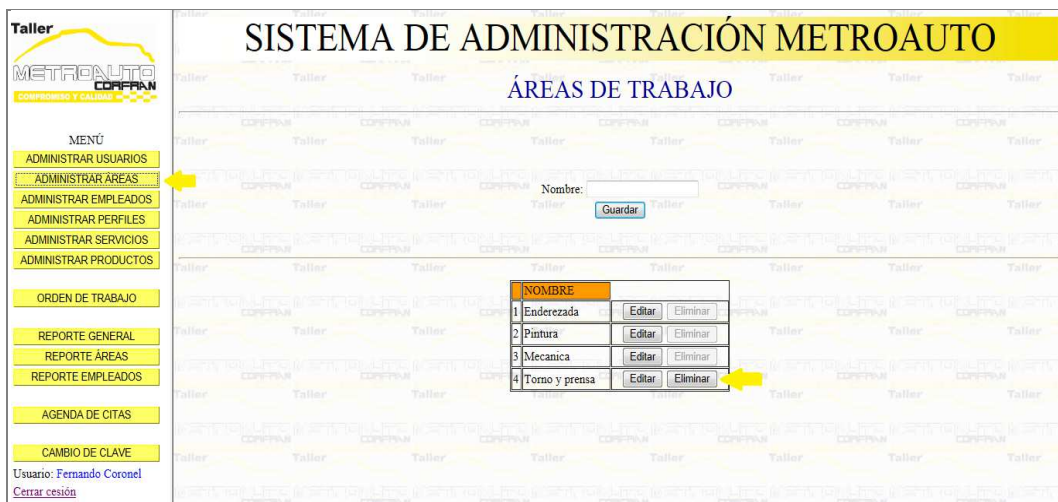 Taller
METROAUTO
CORFRAN
COMPROMISO Y CALIDAD
SISTEMA DE ADMINISTRACIÓN METROAUTO
ÁREAS DE TRABAJO
MENÚ
ADMINISTRAR USUARIOS
ADMINISTRAR ÁREAS
ADMINISTRAR EMPLEADOS
ADMINISTRAR PERFILES
ADMINISTRAR SERVICIOS
ADMINISTRAR PRODUCTOS
ORDEN DE TRABAJO
REPORTE GENERAL
REPORTE ÁREAS
REPORTE EMPLEADOS
AGENDA DE CITAS
CAMBIO DE CLAVE
Usuario: Fernando Coronel
Cerrar cesión
Nombre:
Guardar
NOMBRE
1 Enderezada Editar Eliminar
2 Pintura Editar Eliminar
3 Mecanica Editar Eliminar
4 Torno y prensa Editar Eliminar